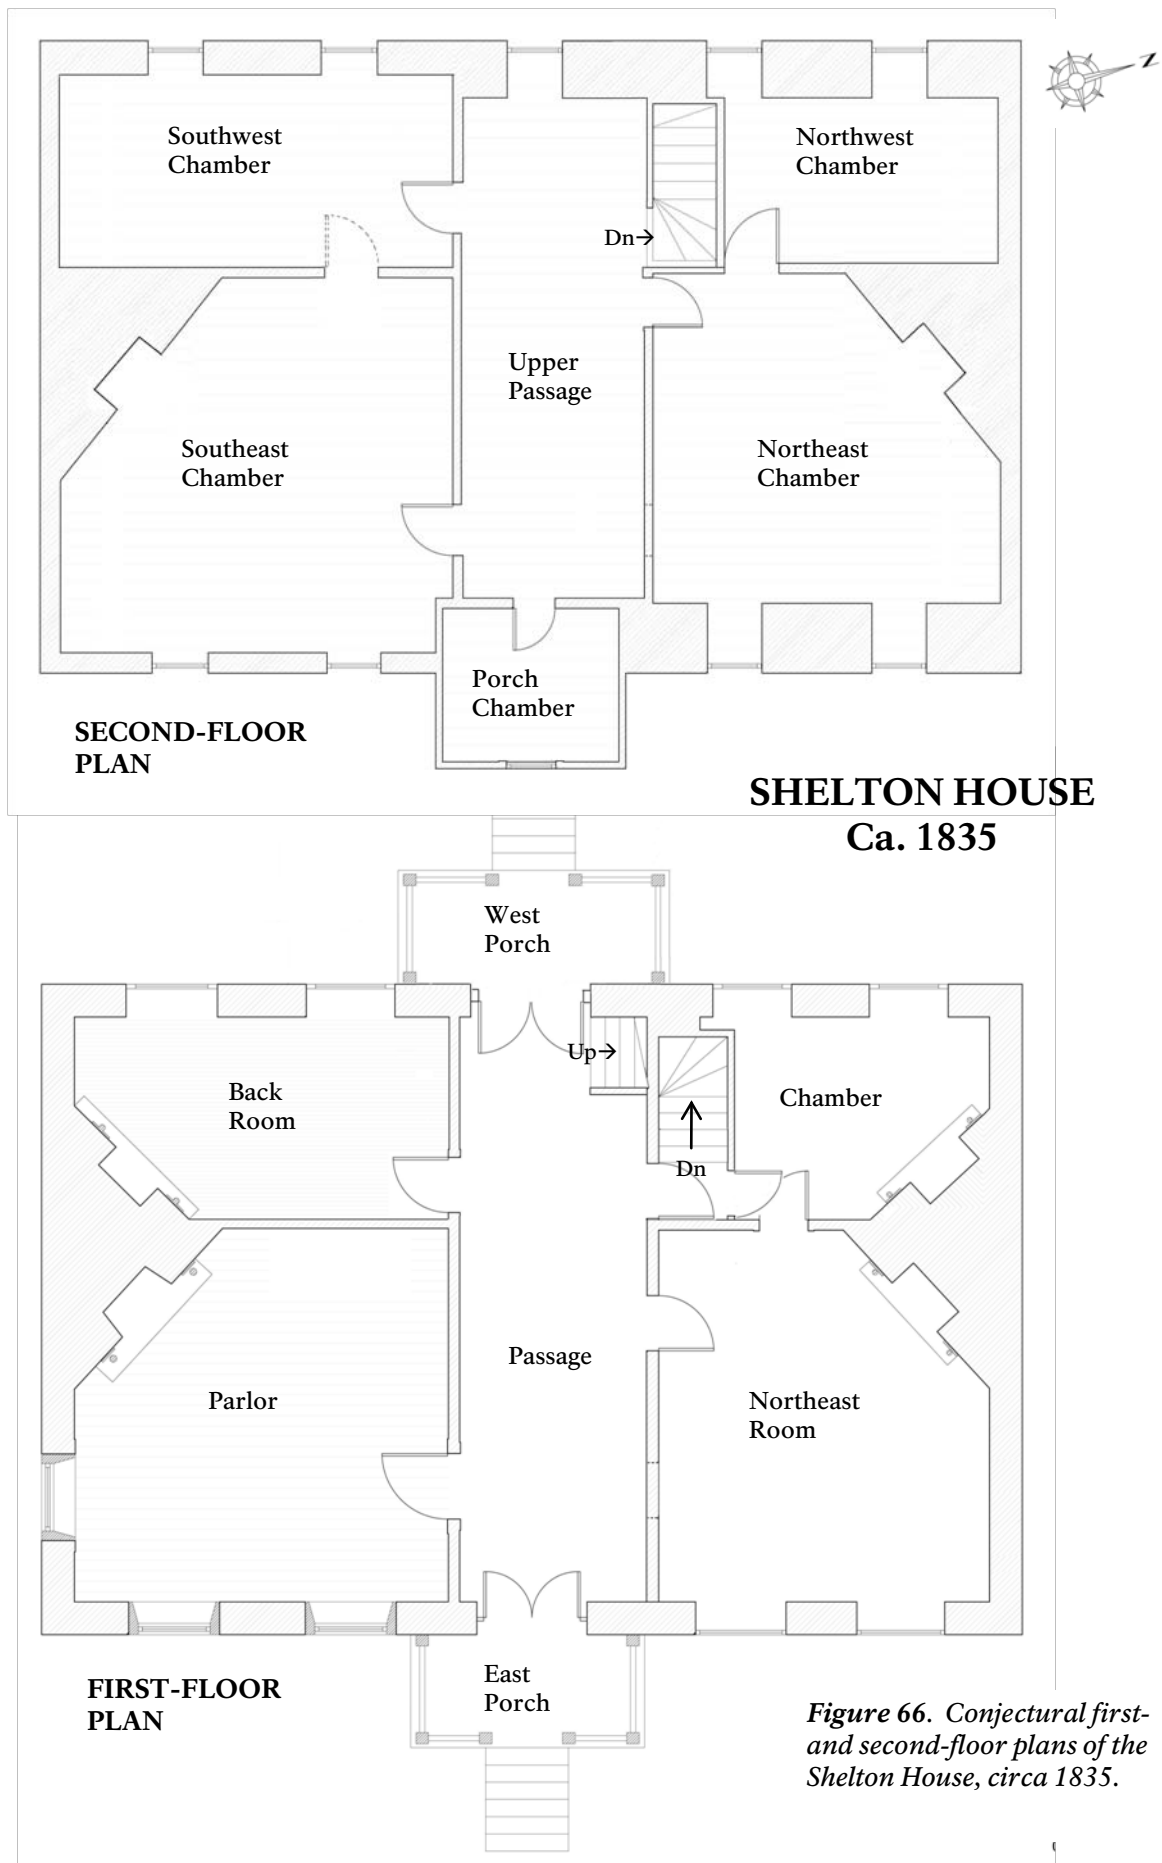 N
Southwest
Chamber
Northwest
Chamber
Dn→
Upper
Passage
Southeast
Chamber
Northeast
Chamber
Porch
Chamber
SECOND-FLOOR
PLAN
SHELTON HOUSE
Ca. 1835
West
Porch
Up→
Back
Room
Chamber
Dn
Passage
Parlor
Northeast
Room
East
Porch
FIRST-FLOOR
PLAN
Figure 66. Conjectural first-
and second-floor plans of the
Shelton House, circa 1835.